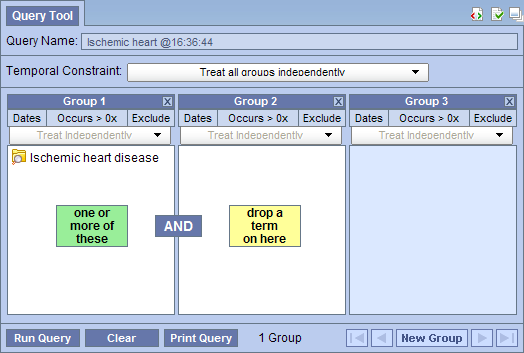 Query Tool
Query Name: Ischemic heart @16:36:44
Temporal Constraint: Treat all groups independently
Group 1 Group 2 Group 3
Dates Occurs > 0x Exclude Dates Occurs > 0x Exclude Dates Occurs > 0x Exclude
Treat Independently Treat Independently Treat Independently
Ischemic heart disease
one or
more of
these
AND
drop a
term
on here
Run Query Clear Print Query 1 Group New Group